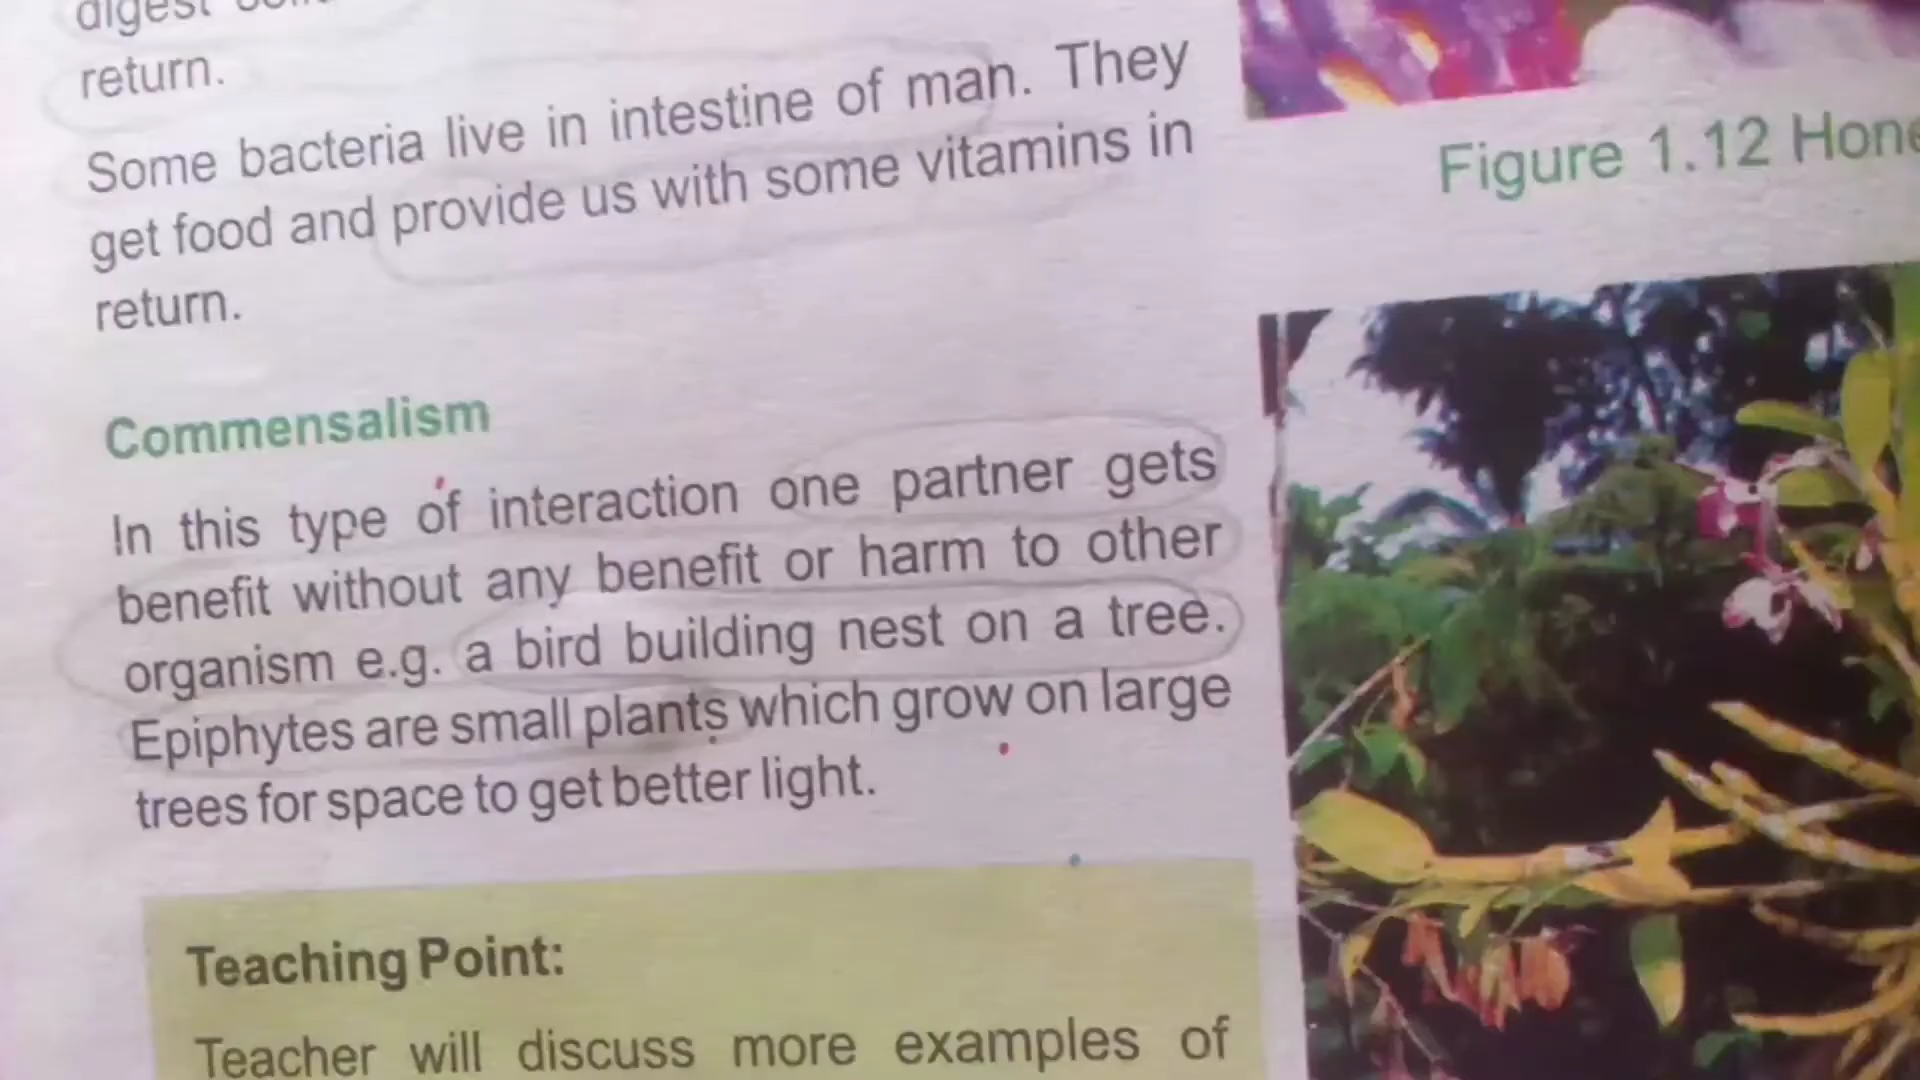 digest
return.
Some bacteria live in intestine of man. They
get food and provide us with some vitamins in
return.
Commensalism
In this type of interaction one partner gets
benefit without any benefit or harm to other
organism e.g. a bird building nest on a tree.
Epiphytes are small plants which grow on large
trees for space to get better light.
Teaching Point:
Teacher will discuss more examples of
Figure 1.12